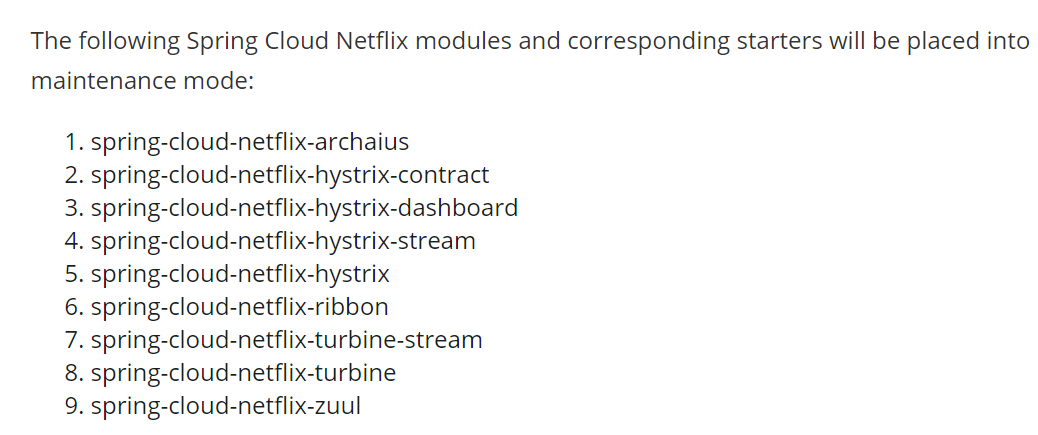 The following Spring Cloud Netflix modules and corresponding starters will be placed into
maintenance mode:
1. spring-cloud-netflix-archaius
2. spring-cloud-netflix-hystrix-contract
3. spring-cloud-netflix-hystrix-dashboard
4. spring-cloud-netflix-hystrix-stream
5. spring-cloud-netflix-hystrix
6. spring-cloud-netflix-ribbon
7. spring-cloud-netflix-turbine-stream
8. spring-cloud-netflix-turbine
9. spring-cloud-netflix-zuul